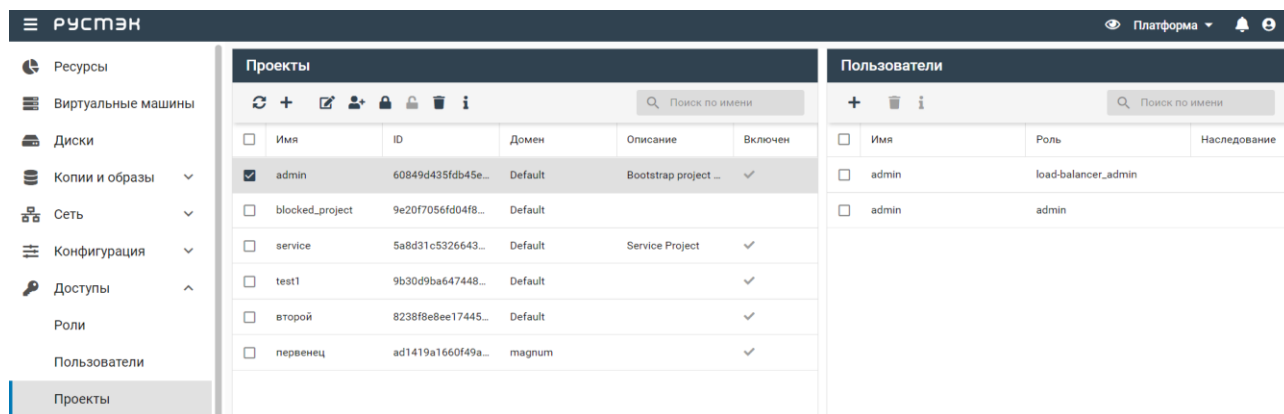 РУСТЭК
Платформа
Ресурсы
Виртуальные машины
Диски
Копии и образы
Сеть
Конфигурация
Доступы
Роли
Пользователи
Проекты
Проекты
Поиск по имени
Имя ID Домен Описание Включен
admin 60849d435fdb45e... Default Bootstrap project ...
blocked_project 9e20f7056fd04f8... Default
service 5a8d31c5326643... Default Service Project
test1 9b30d9ba647448... Default
второй 8238f8e8ee17445... Default
первенец ad1419a1660f49a... magnum
Пользователи
Поиск по имени
Имя Роль Наследование
admin load-balancer_admin
admin admin